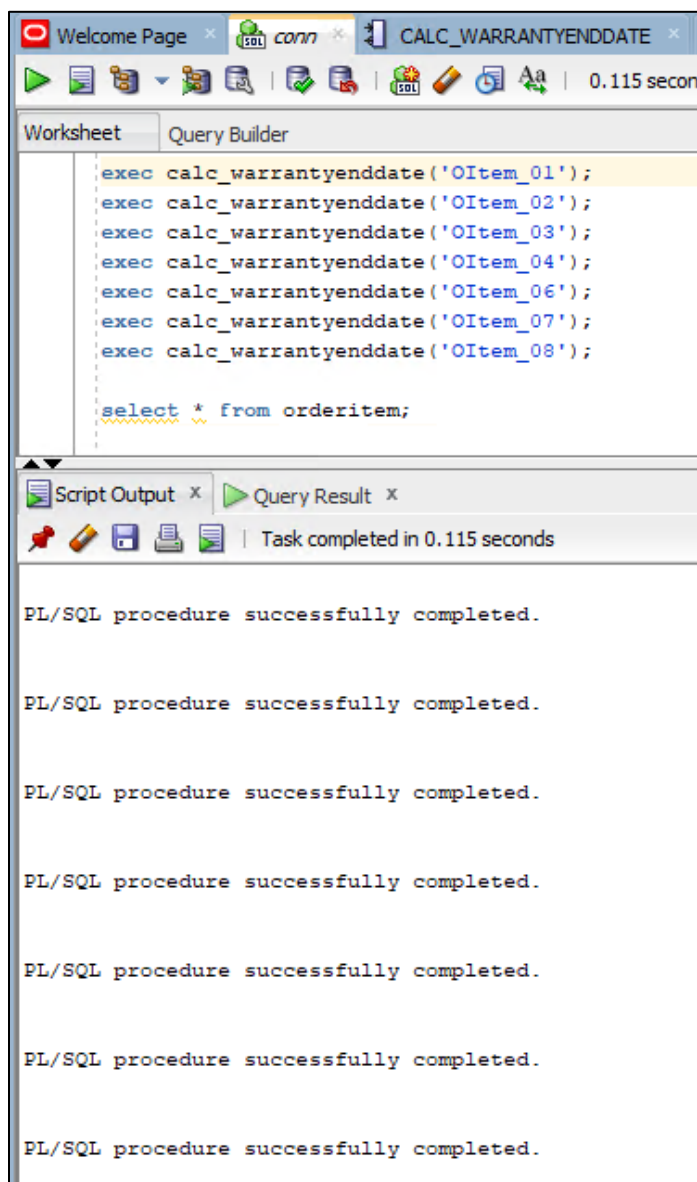 Welcome Page × conn × CALC_WARRANTYENDDATE ×
SQL Aa 0.115 secon
Worksheet Query Builder
exec calc_warrantyenddate('OItem_01');
exec calc_warrantyenddate('OItem_02');
exec calc_warrantyenddate('OItem_03');
exec calc_warrantyenddate('OItem_04');
exec calc_warrantyenddate('OItem_06');
exec calc_warrantyenddate('OItem_07');
exec calc_warrantyenddate('OItem_08');
select * from orderitem;
Script Output x Query Result x
Task completed in 0.115 seconds
PL/SQL procedure successfully completed.
PL/SQL procedure successfully completed.
PL/SQL procedure successfully completed.
PL/SQL procedure successfully completed.
PL/SQL procedure successfully completed.
PL/SQL procedure successfully completed.
PL/SQL procedure successfully completed.